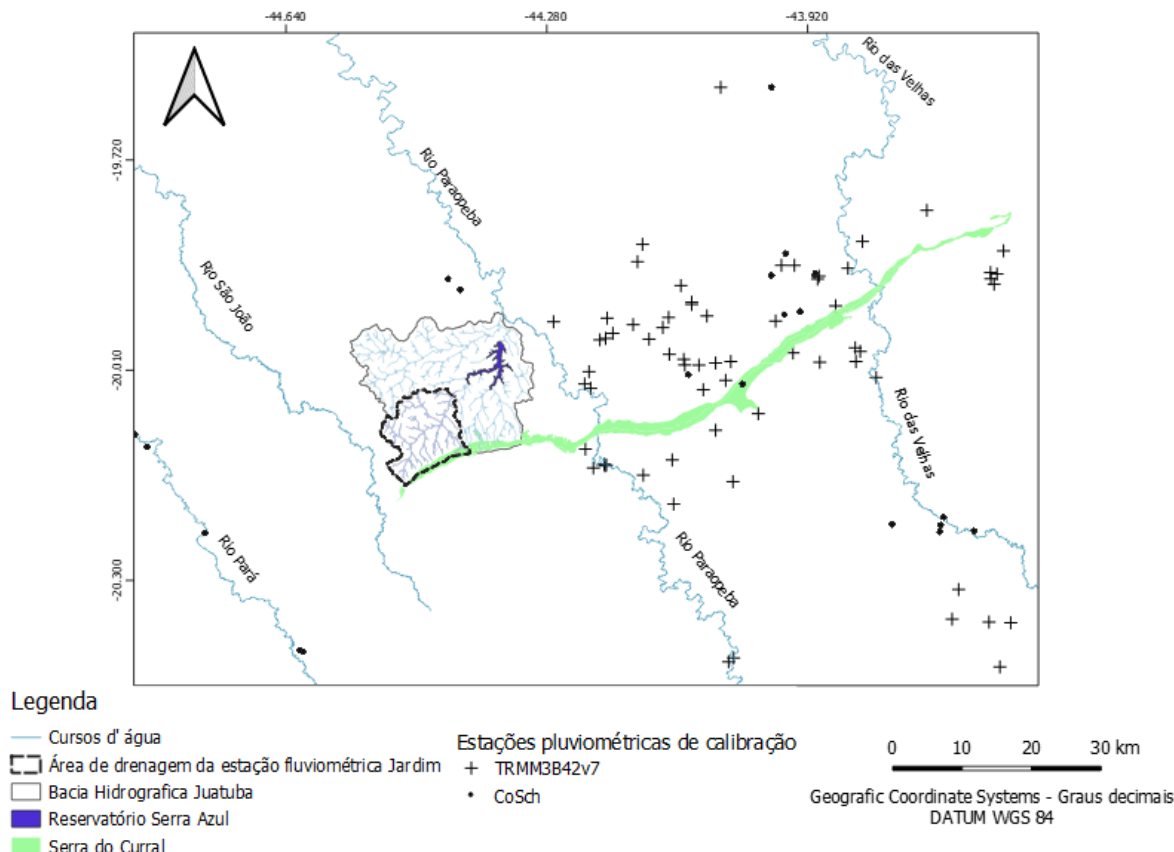 -44.640
-44.280
-43.920
-19.720
-20.010
-20.300
Rio das Velhas
Rio Paraopeba
Rio São João
Rio das Velhas
Rio Pará
Rio Paraopeba
Legenda
Cursos d' água
Área de drenagem da estação fluviométrica Jardim
Bacia Hidrografica Juatuba
Reservatório Serra Azul
Serra do Curral
Estações pluviométricas de calibração
TRMM3B42v7
CoSch
0 10 20 30 km
Geografic Coordinate Systems - Graus decimais
DATUM WGS 84